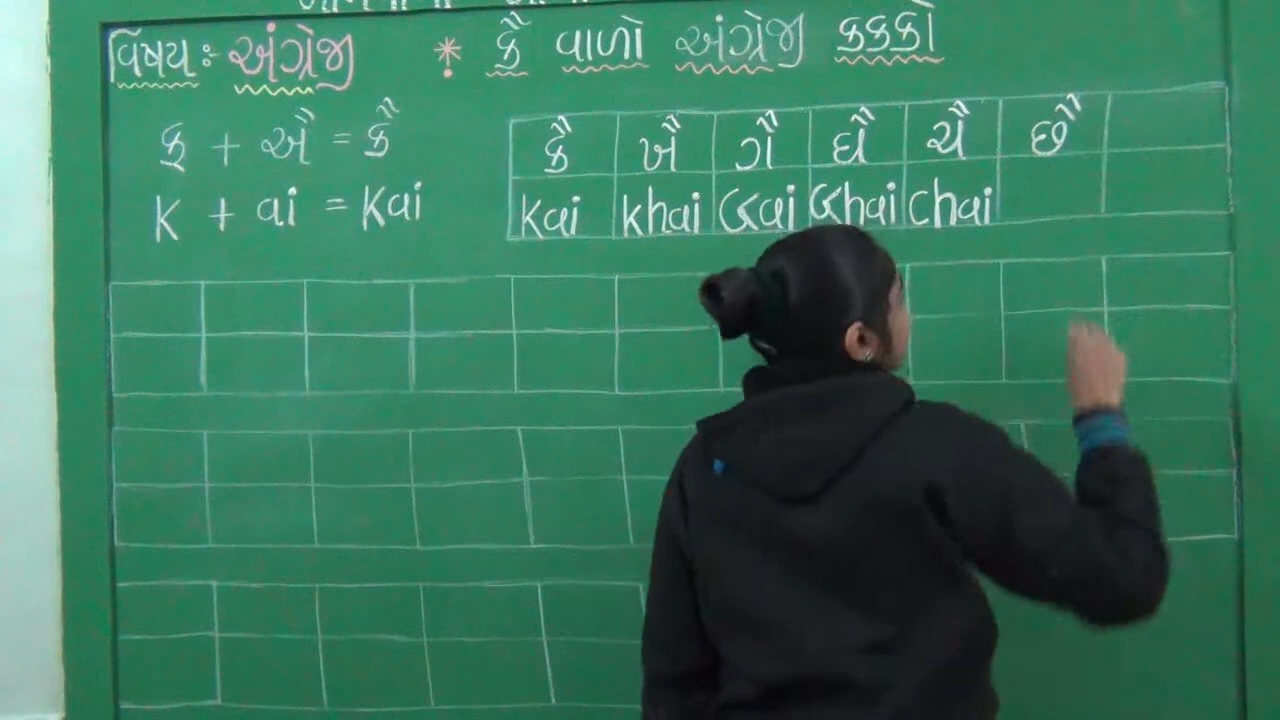 વિષય: અંગ્રેજી * કૈ વાળો અંગ્રેજી કક્કો
ક્ + ઐ = કૈ
K + ai = Kai
કૈ ખૈ ગૈ ઘૈ ચૈ છૈ
Kai khai Gai Ghai chai